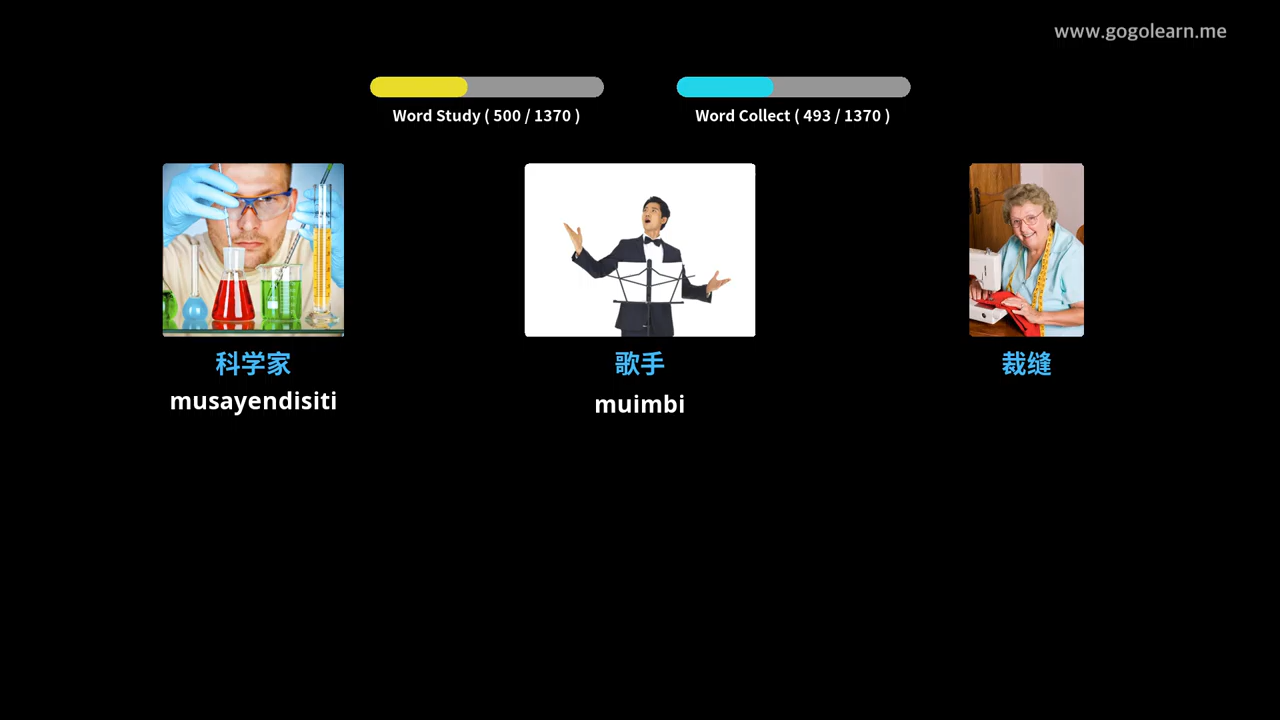 www.gogolearn.me
Word Study ( 500 / 1370 )
Word Collect ( 493 / 1370 )
科学家
歌手
裁缝
musayendisiti
muimbi